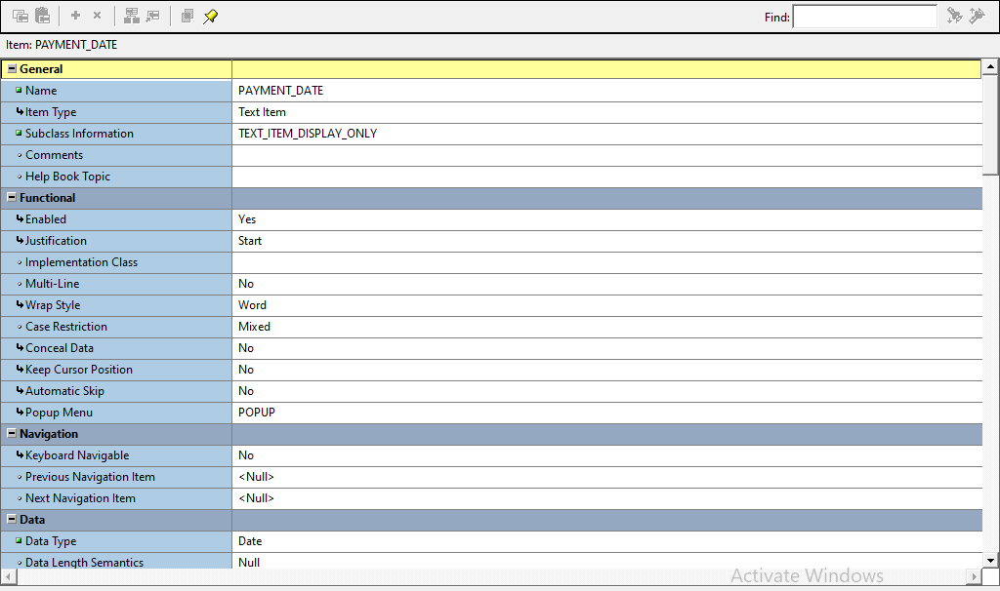 Find:
Item: PAYMENT_DATE
General
Name PAYMENT_DATE
Item Type Text Item
Subclass Information TEXT_ITEM_DISPLAY_ONLY
Comments
Help Book Topic
Functional
Enabled Yes
Justification Start
Implementation Class
Multi-Line No
Wrap Style Word
Case Restriction Mixed
Conceal Data No
Keep Cursor Position No
Automatic Skip No
Popup Menu POPUP
Navigation
Keyboard Navigable No
Previous Navigation Item <Null>
Next Navigation Item <Null>
Data
Data Type Date
Data Length Semantics Null
Activate Windows